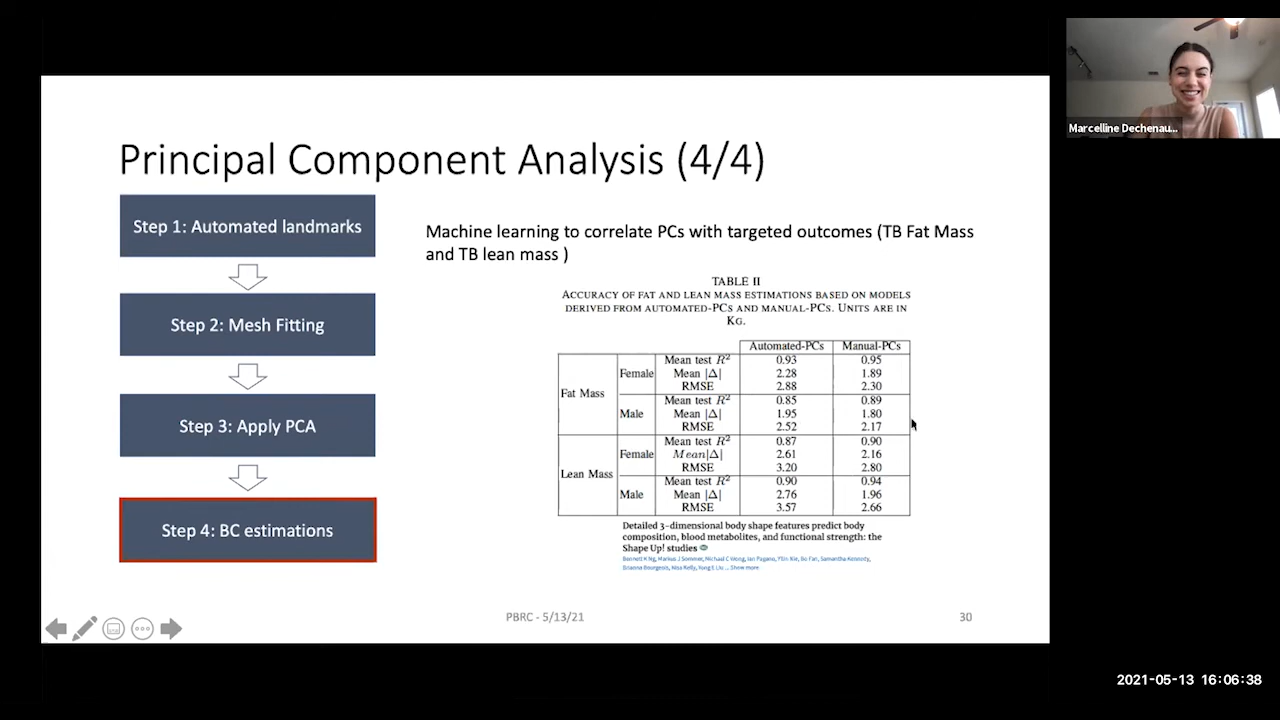 Principal Component Analysis (4/4)
Step 1: Automated landmarks
Step 2: Mesh Fitting
Step 3: Apply PCA
Step 4: BC estimations
Machine learning to correlate PCs with targeted outcomes (TB Fat Mass
and TB lean mass )
TABLE II
ACCURACY OF FAT AND LEAN MASS ESTIMATIONS BASED ON MODELS
DERIVED FROM AUTOMATED-PCS AND MANUAL-PCS. UNITS ARE IN
KG.
Automated-PCs Manual-PCs
Fat Mass Female Mean test R² 0.93 0.95
Mean |Δ| 2.28 1.89
RMSE 2.88 2.30
Male Mean test R² 0.85 0.89
Mean |Δ| 1.95 1.80
RMSE 2.52 2.17
Lean Mass Female Mean test R² 0.87 0.90
Mean|Δ| 2.61 2.16
RMSE 3.20 2.80
Male Mean test R² 0.90 0.94
Mean |Δ| 2.76 1.96
RMSE 3.57 2.66
Detailed 3-dimensional body shape features predict body
composition, blood metabolites, and functional strength: the
Shape Up! studies
Bennett K Ng, Markus J Sommer, Michael C Wong, Ian Pagano, Yilin Nie, Bo Fan, Samantha Kennedy,
Brianna Bourgeois, Nisa Kelly, Yong E Liu ... Show more
PBRC - 5/13/21
30
Marcelline Dechenau...
2021-05-13 16:06:38